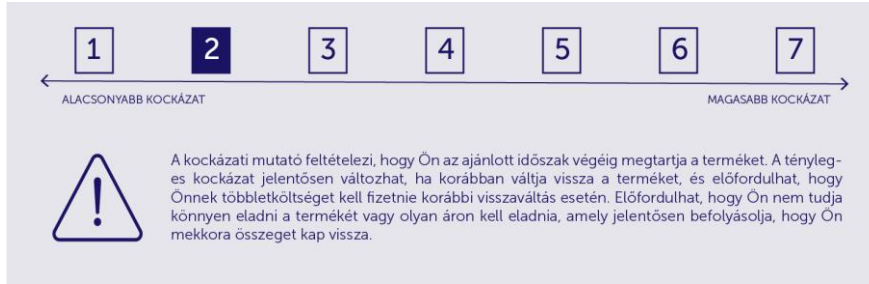 1 2 3 4 5 6 7
ALACSONYABB KOCKÁZAT MAGASABB KOCKÁZAT
A kockázati mutató feltételezi, hogy Ön az ajánlott időszak végéig megtartja a terméket. A tényleg-
es kockázat jelentősen változhat, ha korábban váltja vissza a terméket, és előfordulhat, hogy
Önnek többletköltséget kell fizetnie korábbi visszaváltás esetén. Előfordulhat, hogy Ön nem tudja
könnyen eladni a termékét vagy olyan áron kell eladnia, amely jelentősen befolyásolja, hogy Ön
mekkora összeget kap vissza.